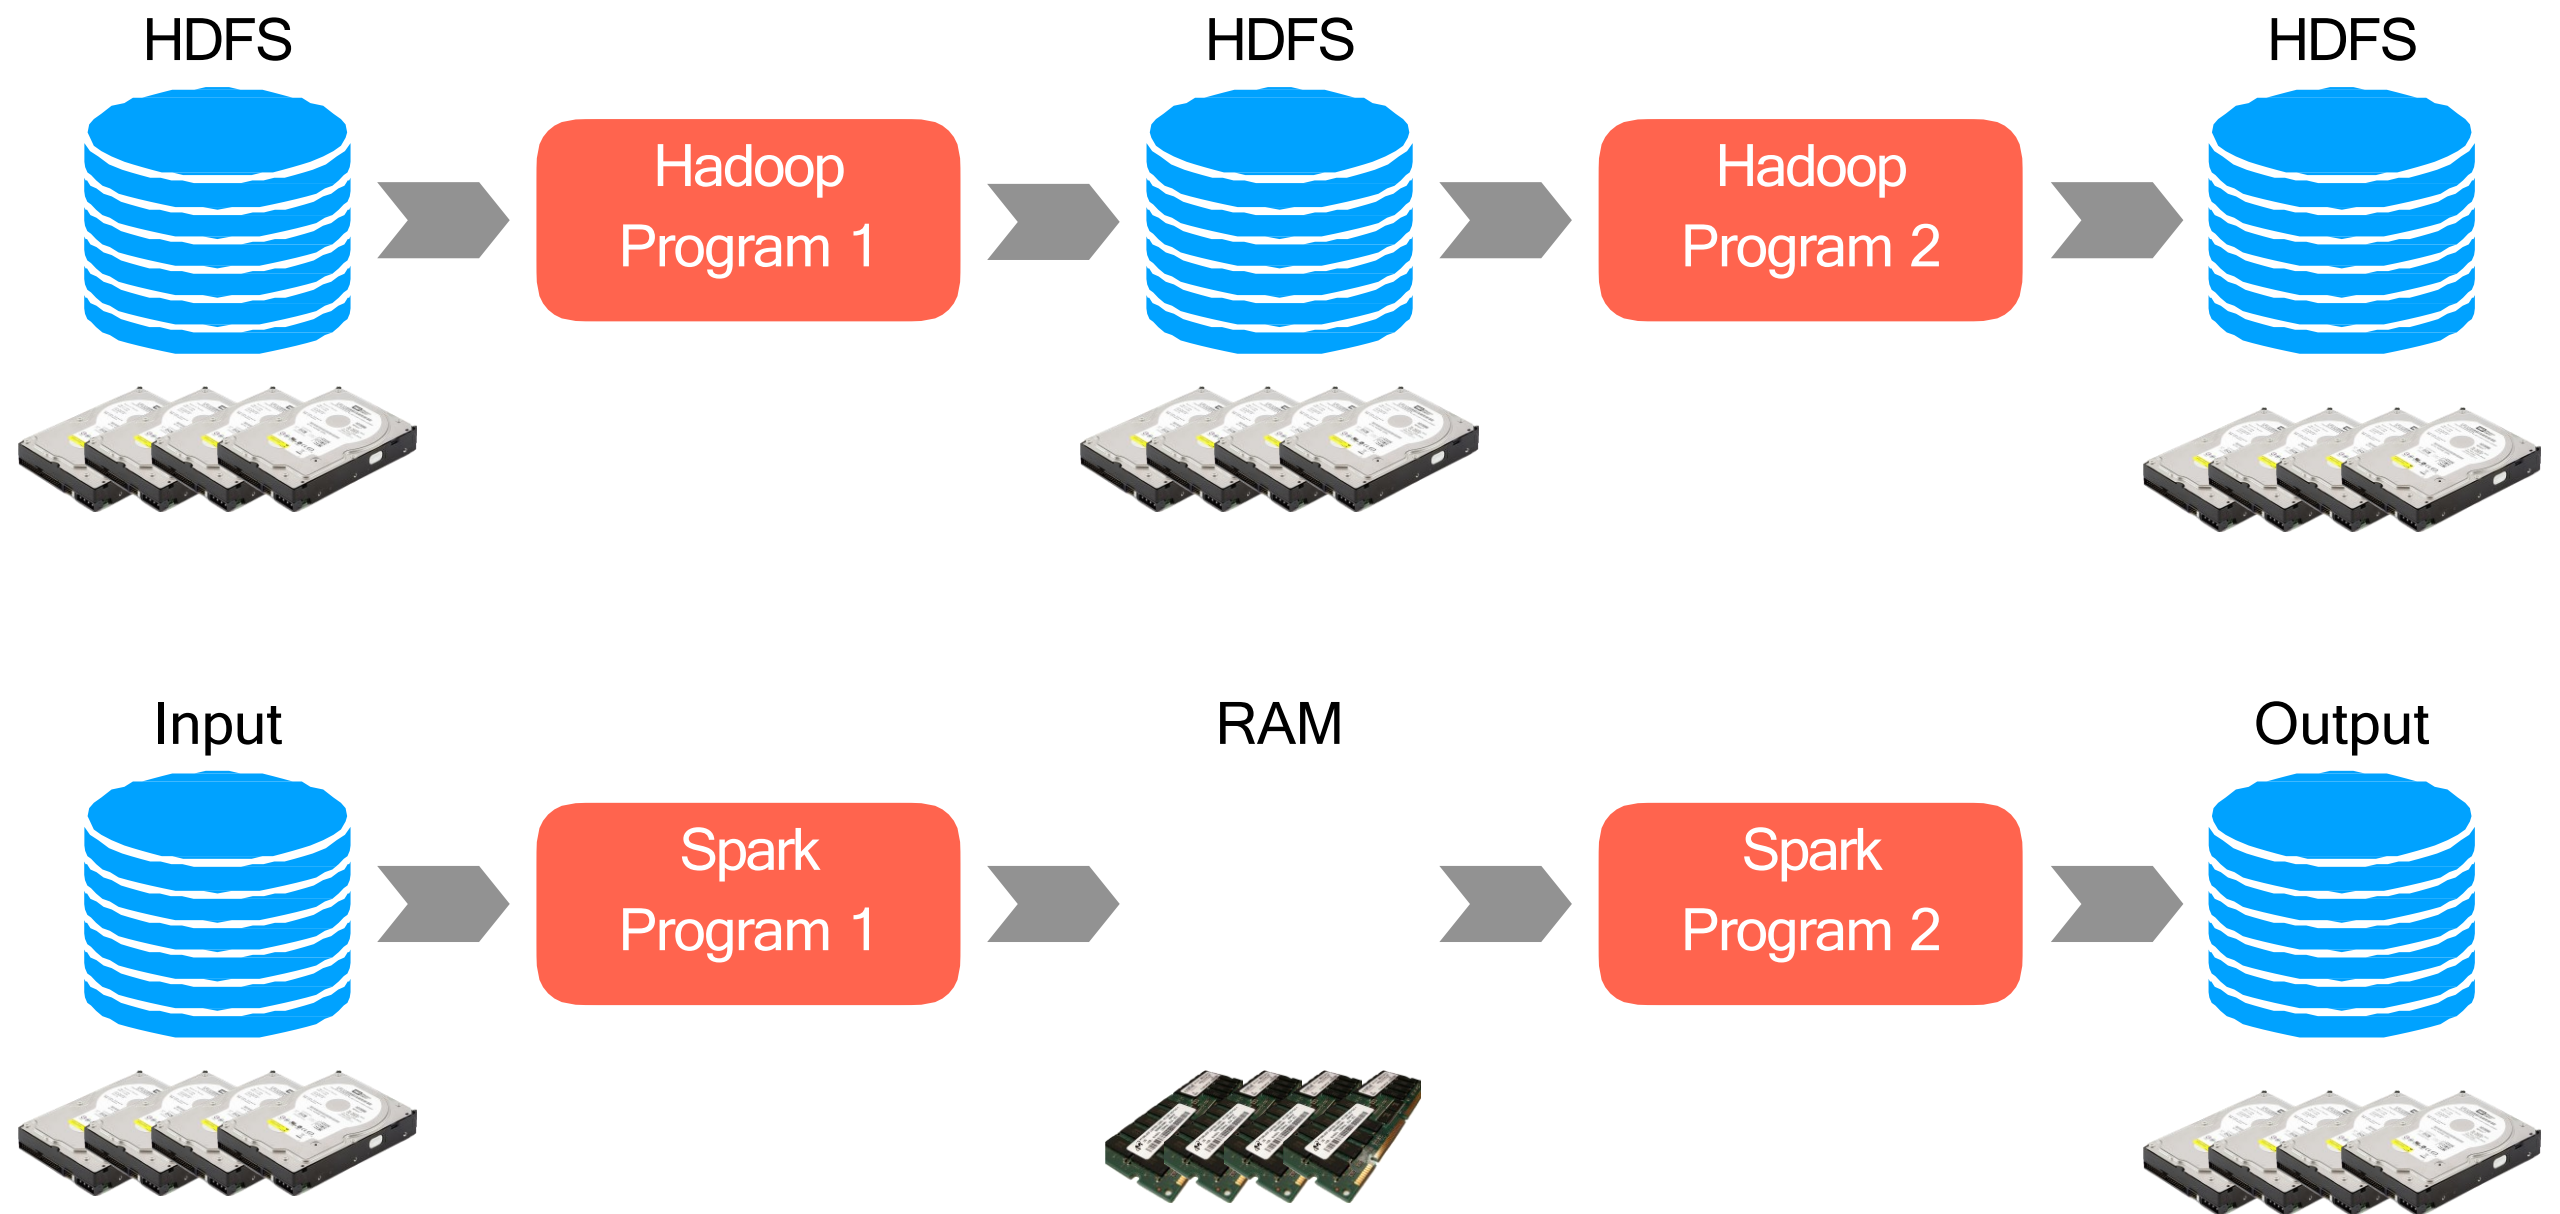 HDFS
HDFS
HDFS
Hadoop
Program 1
Hadoop
Program 2
Input
RAM
Output
Spark
Program 1
Spark
Program 2